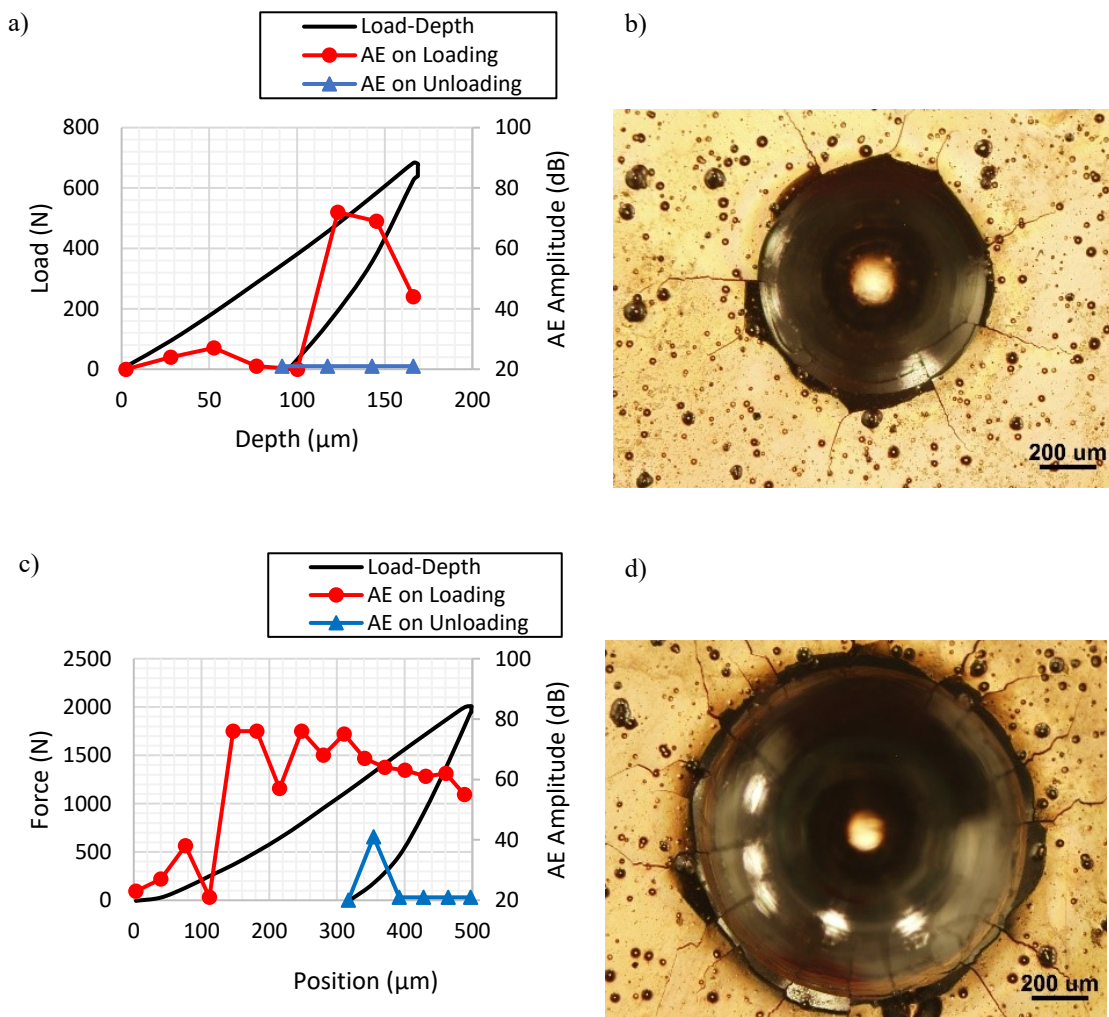 a)
Load-Depth
AE on Loading
AE on Unloading
800
600
400
200
0
Load (N)
100
80
60
40
20
AE Amplitude (dB)
0 50 100 150 200
Depth (µm)
b)
200 um
c)
Load-Depth
AE on Loading
AE on Unloading
2500
2000
1500
1000
500
0
Force (N)
100
80
60
40
20
AE Amplitude (dB)
0 100 200 300 400 500
Position (µm)
d)
200 um